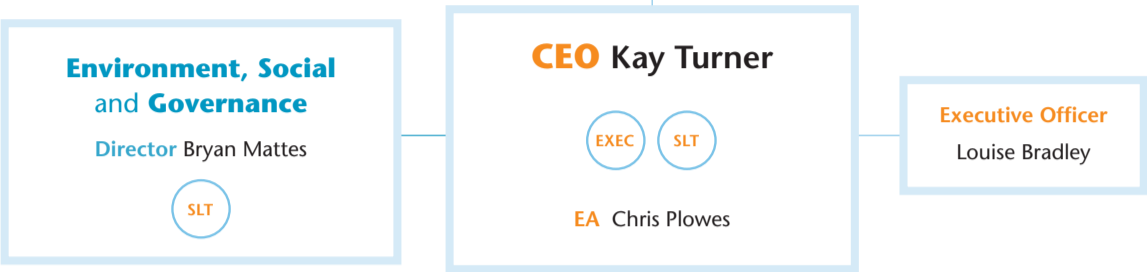 Environment, Social
and Governance
Director Bryan Mattes
SLT
CEO Kay Turner
EXEC SLT
EA Chris Plowes
Executive Officer
Louise Bradley